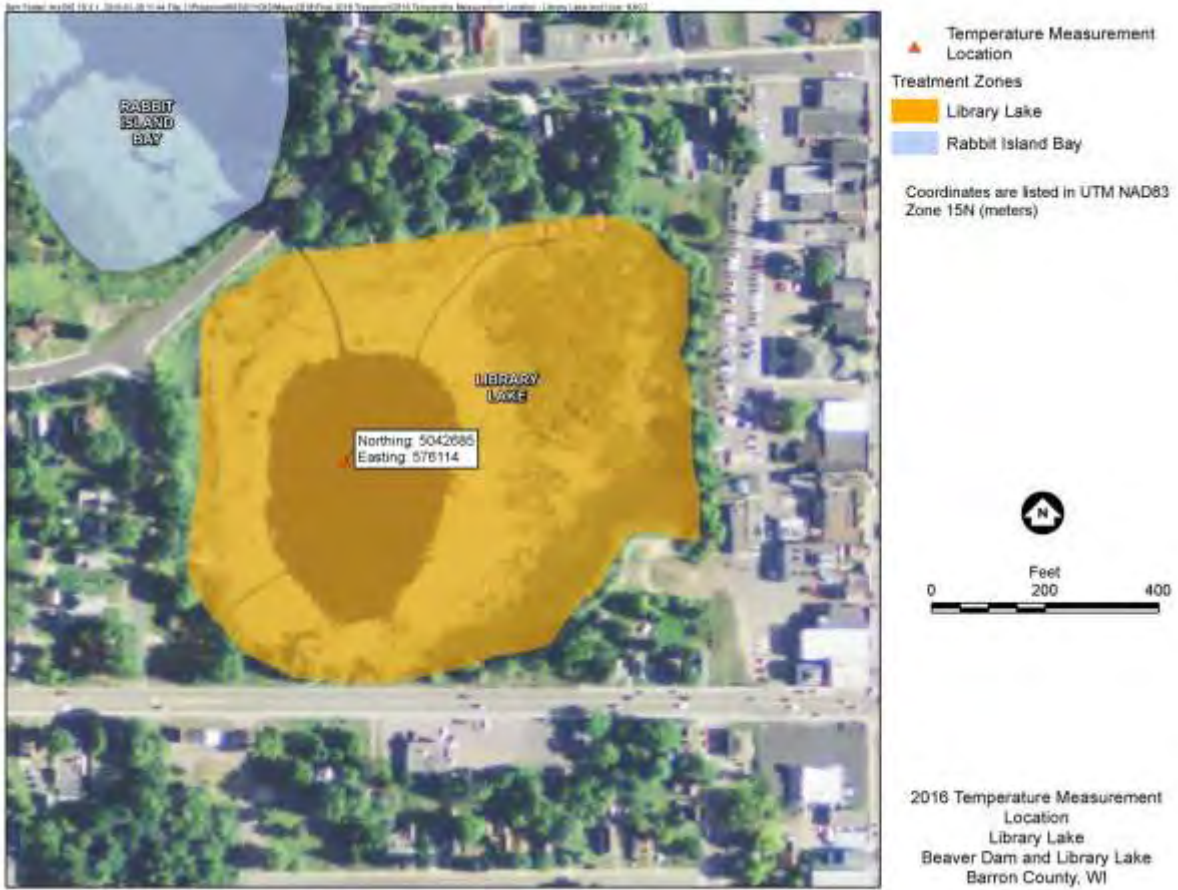 RABBIT
ISLAND
BAY
LIBRARY
LAKE
Northing: 5042685
Easting: 576114
Temperature Measurement
Location
Treatment Zones
Library Lake
Rabbit Island Bay
Coordinates are listed in UTM NAD83
Zone 15N (meters)
N
Feet
0 200 400
2016 Temperature Measurement
Location
Library Lake
Beaver Dam and Library Lake
Barron County, WI